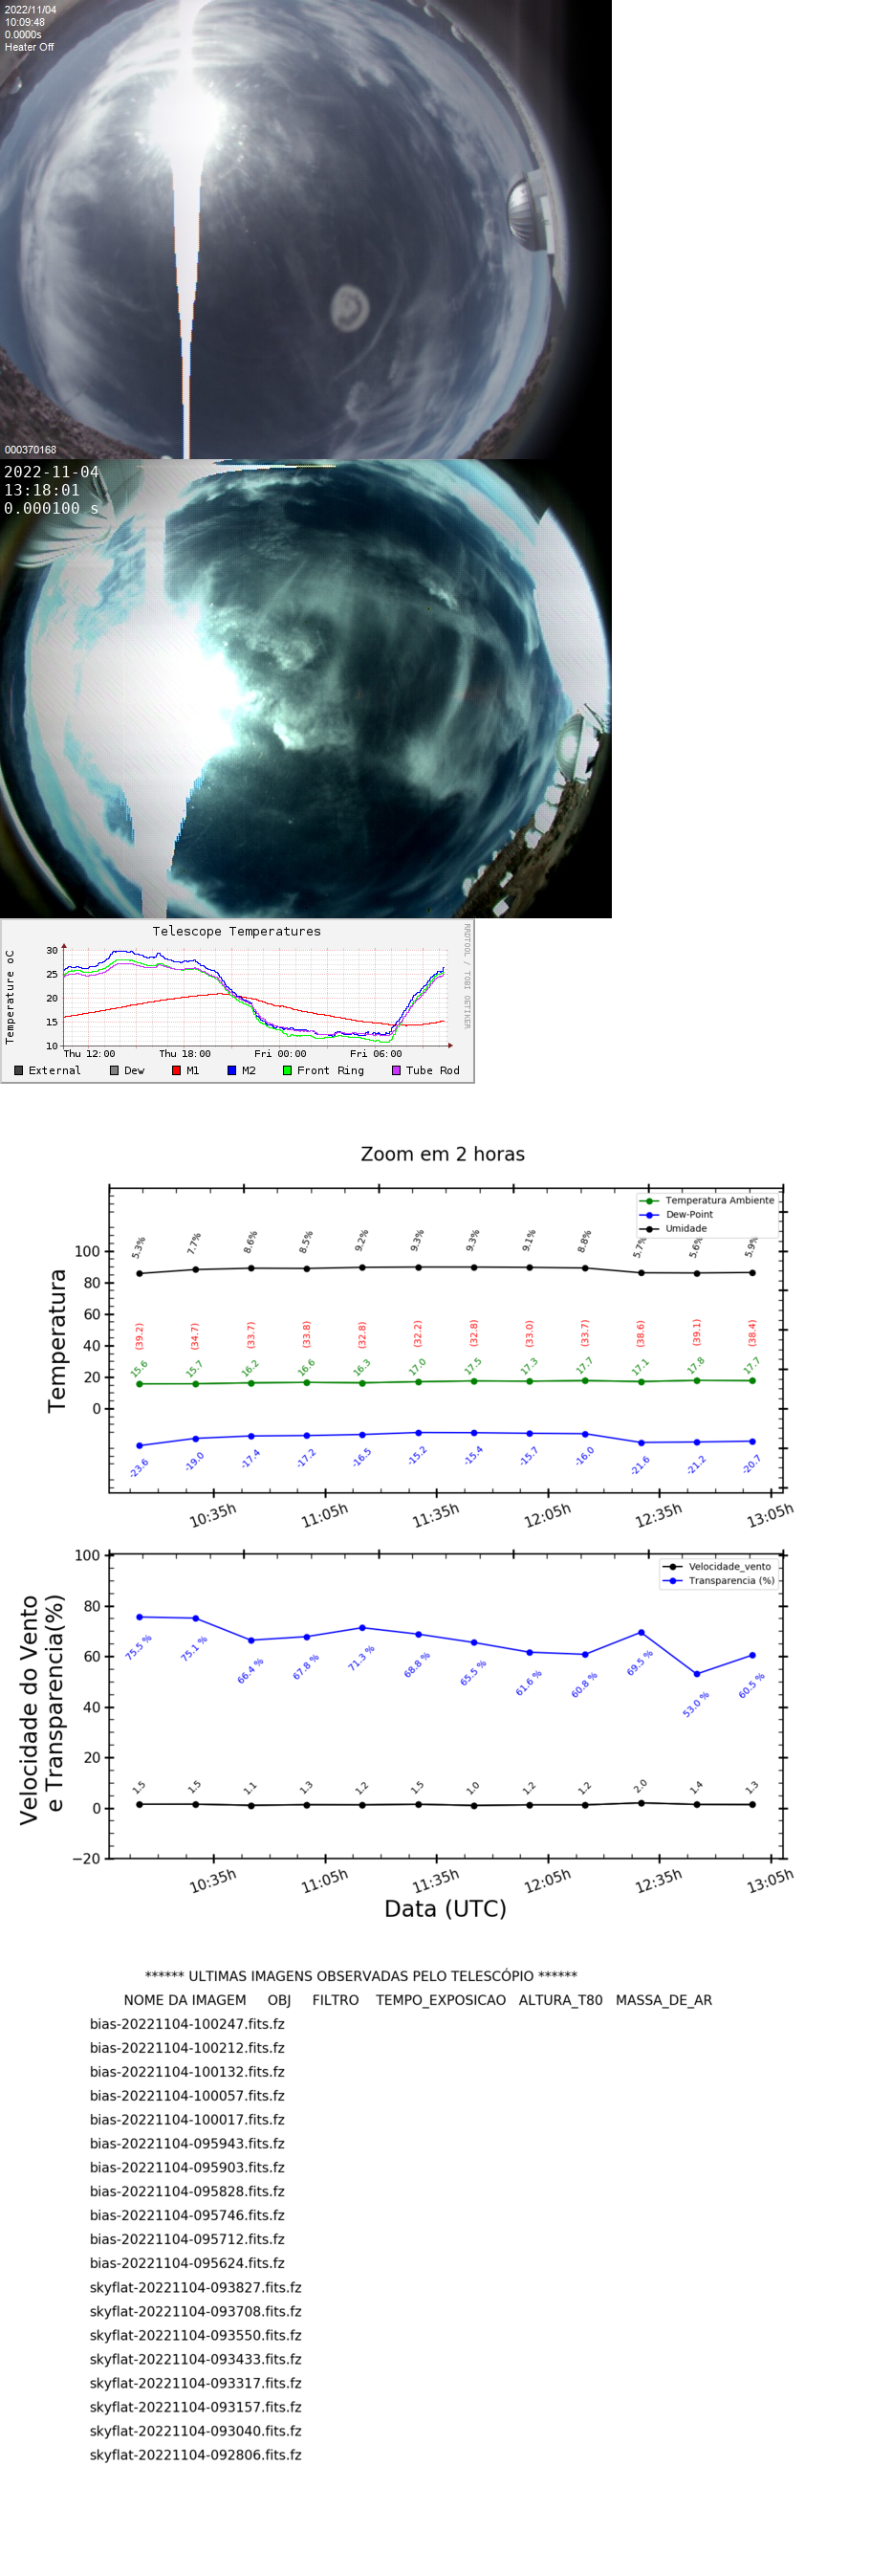 2022/11/04
10:09:48
0.0000s
Heater Off
000370168
2022-11-04
13:18:01
0.000100 s
Telescope Temperatures
RRDTOOL / TOBI OETIKER
Temperature oC
30
25
20
15
10
Thu 12:00 Thu 18:00 Fri 00:00 Fri 06:00
External Dew M1 M2 Front Ring Tube Rod
Zoom em 2 horas
Temperatura Ambiente
Dew-Point
Umidade
Temperatura
100
80
60
40
20
0
5.3% 7.7% 8.6% 8.5% 9.2% 9.3% 9.3% 9.1% 8.8% 5.7% 5.6% 5.9%
(39.2) (34.7) (33.7) (33.8) (32.8) (32.2) (32.8) (33.0) (33.7) (38.6) (39.1) (38.4)
15.6 15.7 16.2 16.6 16.3 17.0 17.5 17.3 17.7 17.1 17.8 17.7
-23.6 -19.0 -17.4 -17.2 -16.5 -15.2 -15.4 -15.7 -16.0 -21.6 -21.2 -20.7
10:35h 11:05h 11:35h 12:05h 12:35h 13:05h
Velocidade_vento
Transparencia (%)
Velocidade do Vento
e Transparencia(%)
100
80
60
40
20
0
−20
75.5 % 75.1 % 66.4 % 67.8 % 71.3 % 68.8 % 65.5 % 61.6 % 60.8 % 69.5 % 53.0 % 60.5 %
1.5 1.5 1.1 1.3 1.2 1.5 1.0 1.2 1.2 2.0 1.4 1.3
10:35h 11:05h 11:35h 12:05h 12:35h 13:05h
Data (UTC)
****** ULTIMAS IMAGENS OBSERVADAS PELO TELESCÓPIO ******
NOME DA IMAGEM OBJ FILTRO TEMPO_EXPOSICAO ALTURA_T80 MASSA_DE_AR
bias-20221104-100247.fits.fz
bias-20221104-100212.fits.fz
bias-20221104-100132.fits.fz
bias-20221104-100057.fits.fz
bias-20221104-100017.fits.fz
bias-20221104-095943.fits.fz
bias-20221104-095903.fits.fz
bias-20221104-095828.fits.fz
bias-20221104-095746.fits.fz
bias-20221104-095712.fits.fz
bias-20221104-095624.fits.fz
skyflat-20221104-093827.fits.fz
skyflat-20221104-093708.fits.fz
skyflat-20221104-093550.fits.fz
skyflat-20221104-093433.fits.fz
skyflat-20221104-093317.fits.fz
skyflat-20221104-093157.fits.fz
skyflat-20221104-093040.fits.fz
skyflat-20221104-092806.fits.fz